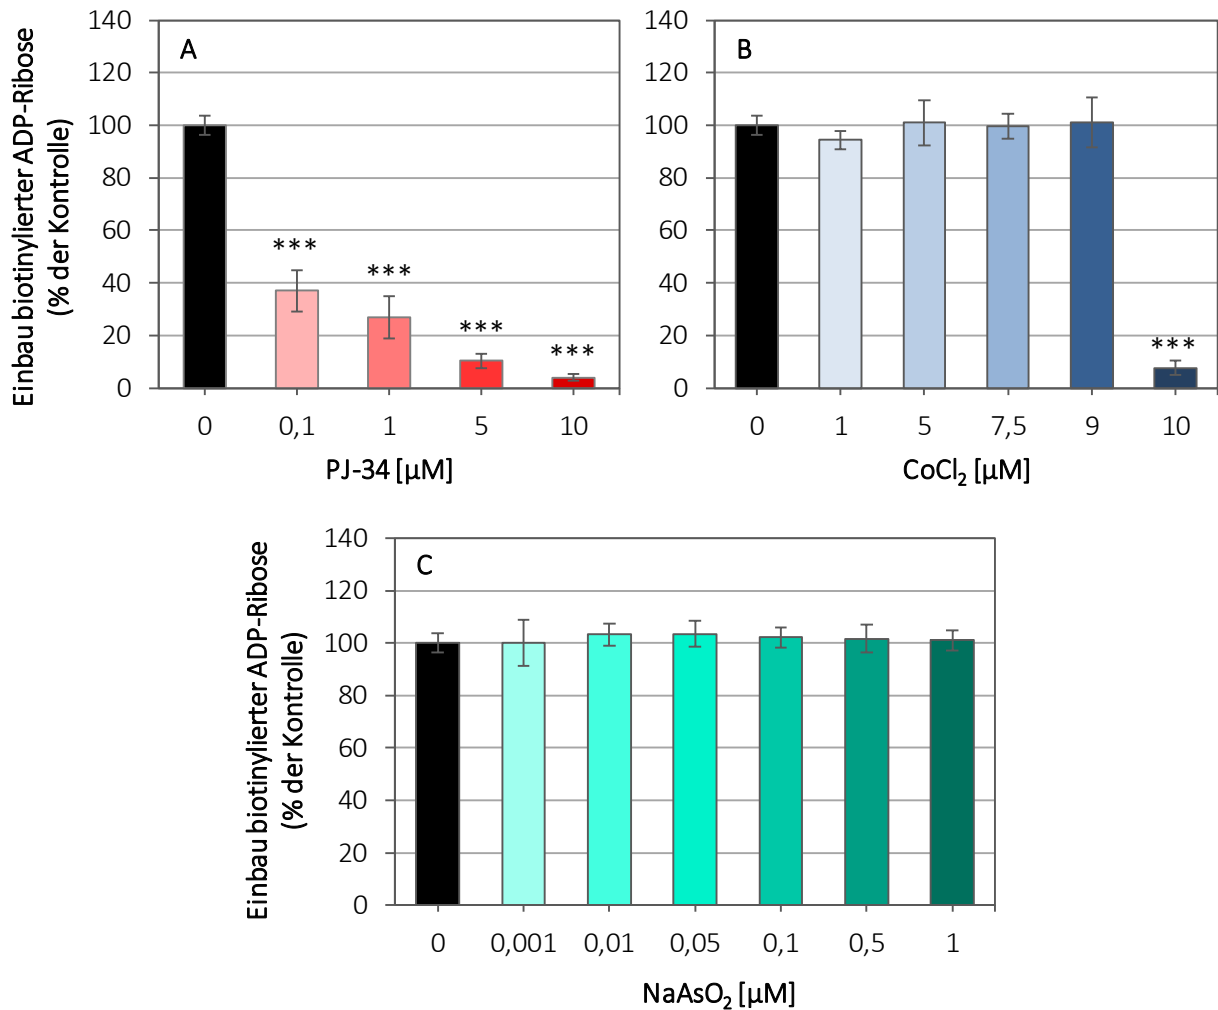 A
Einbau biotinylierter ADP-Ribose
(% der Kontrolle)
140
120
100
80
60
40
20
0
***
***
***
***
0 0,1 1 5 10
PJ-34 [µM]
B
140
120
100
80
60
40
20
0
***
0 1 5 7,5 9 10
CoCl₂ [µM]
C
Einbau biotinylierter ADP-Ribose
(% der Kontrolle)
140
120
100
80
60
40
20
0
0 0,001 0,01 0,05 0,1 0,5 1
NaAsO₂ [µM]